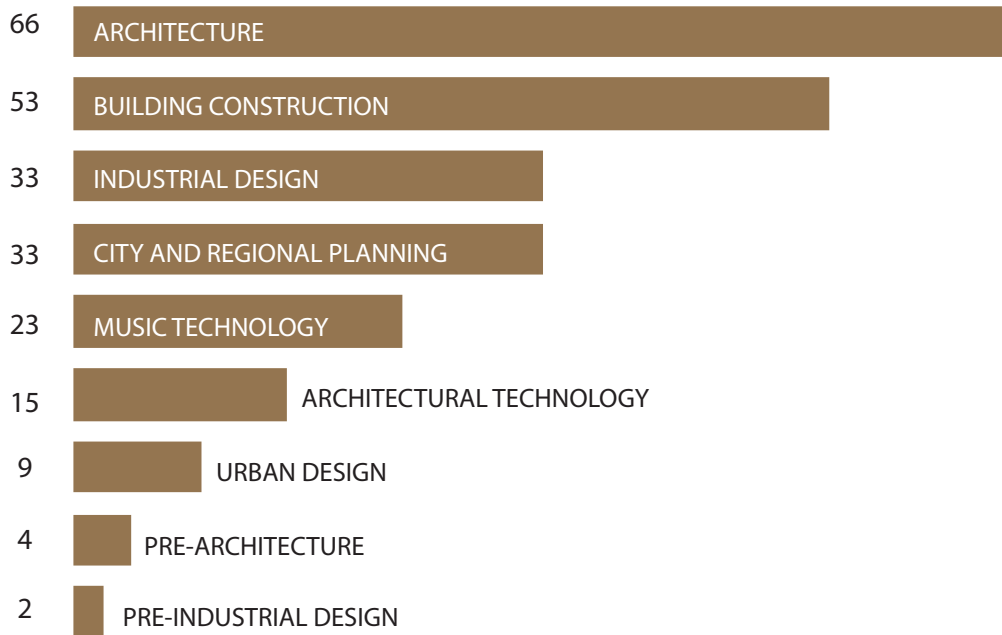 66 ARCHITECTURE
53 BUILDING CONSTRUCTION
33 INDUSTRIAL DESIGN
33 CITY AND REGIONAL PLANNING
23 MUSIC TECHNOLOGY
15 ARCHITECTURAL TECHNOLOGY
9 URBAN DESIGN
4 PRE-ARCHITECTURE
2 PRE-INDUSTRIAL DESIGN